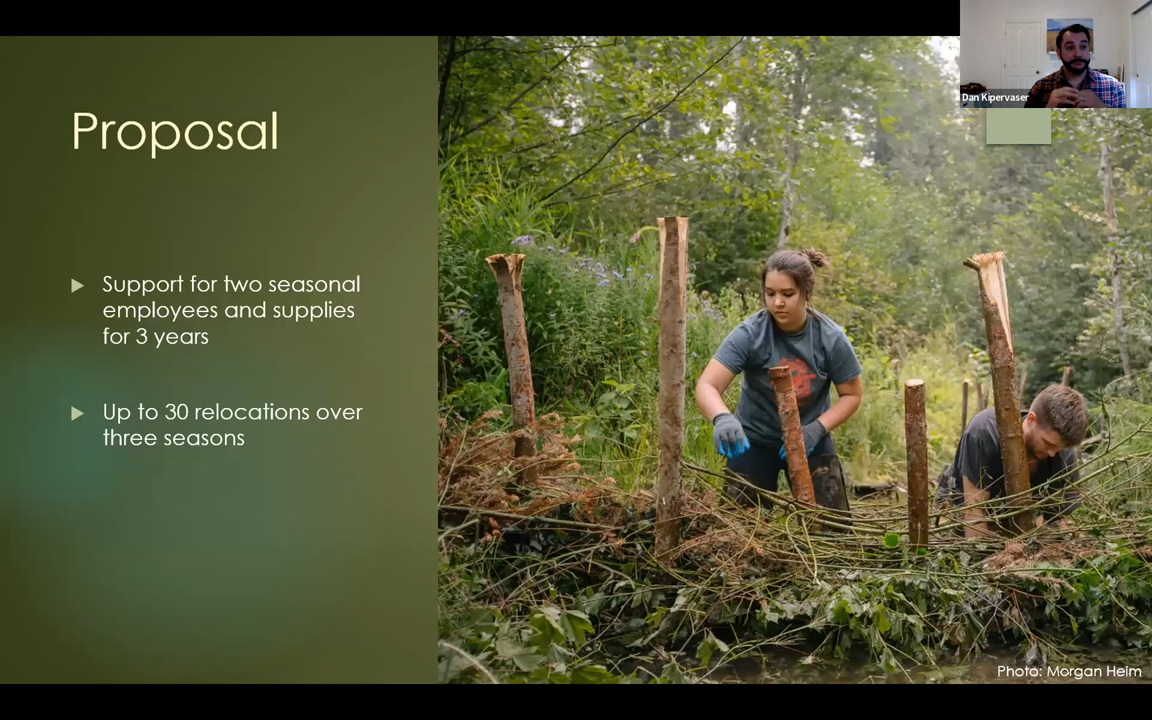 Proposal
Support for two seasonal
employees and supplies
for 3 years
Up to 30 relocations over
three seasons
Dan Kipervaser
Photo: Morgan Heim